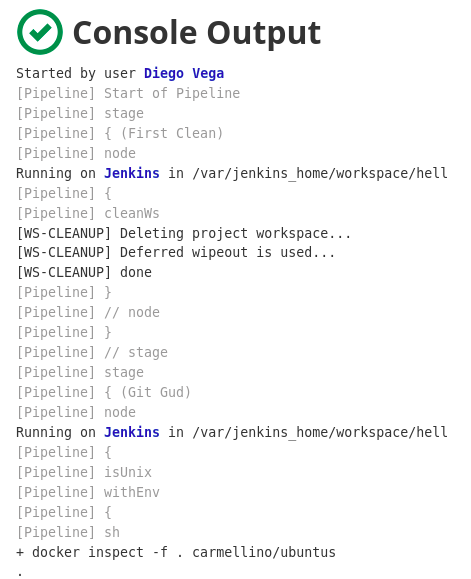 Console Output
Started by user Diego Vega
[Pipeline] Start of Pipeline
[Pipeline] stage
[Pipeline] { (First Clean)
[Pipeline] node
Running on Jenkins in /var/jenkins_home/workspace/hell
[Pipeline] {
[Pipeline] cleanWs
[WS-CLEANUP] Deleting project workspace...
[WS-CLEANUP] Deferred wipeout is used...
[WS-CLEANUP] done
[Pipeline] }
[Pipeline] // node
[Pipeline] }
[Pipeline] // stage
[Pipeline] stage
[Pipeline] { (Git Gud)
[Pipeline] node
Running on Jenkins in /var/jenkins_home/workspace/hell
[Pipeline] {
[Pipeline] isUnix
[Pipeline] withEnv
[Pipeline] {
[Pipeline] sh
+ docker inspect -f . carmellino/ubuntus
.